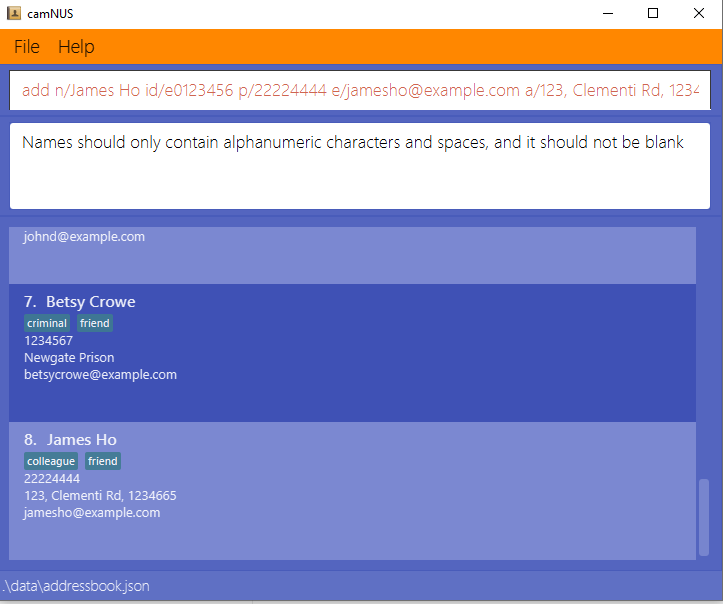 camNUS
File Help
add n/James Ho id/e0123456 p/22224444 e/jamesho@example.com a/123, Clementi Rd, 1234
Names should only contain alphanumeric characters and spaces, and it should not be blank
johnd@example.com
7. Betsy Crowe
criminal friend
1234567
Newgate Prison
betsycrowe@example.com
8. James Ho
colleague friend
22224444
123, Clementi Rd, 1234665
jamesho@example.com
.\data\addressbook.json